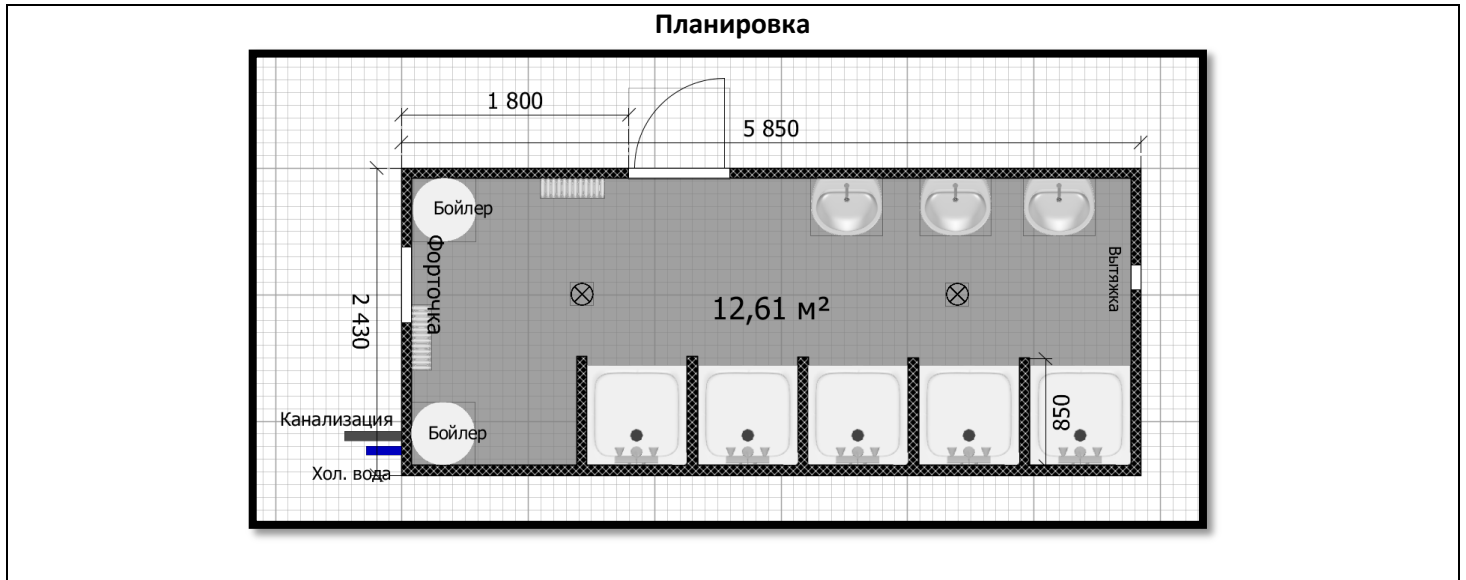 Планировка
1 800
5 850
Бойлер
Форточка
Вытяжка
2 430
12,61 м²
850
Канализация
Бойлер
Хол. вода